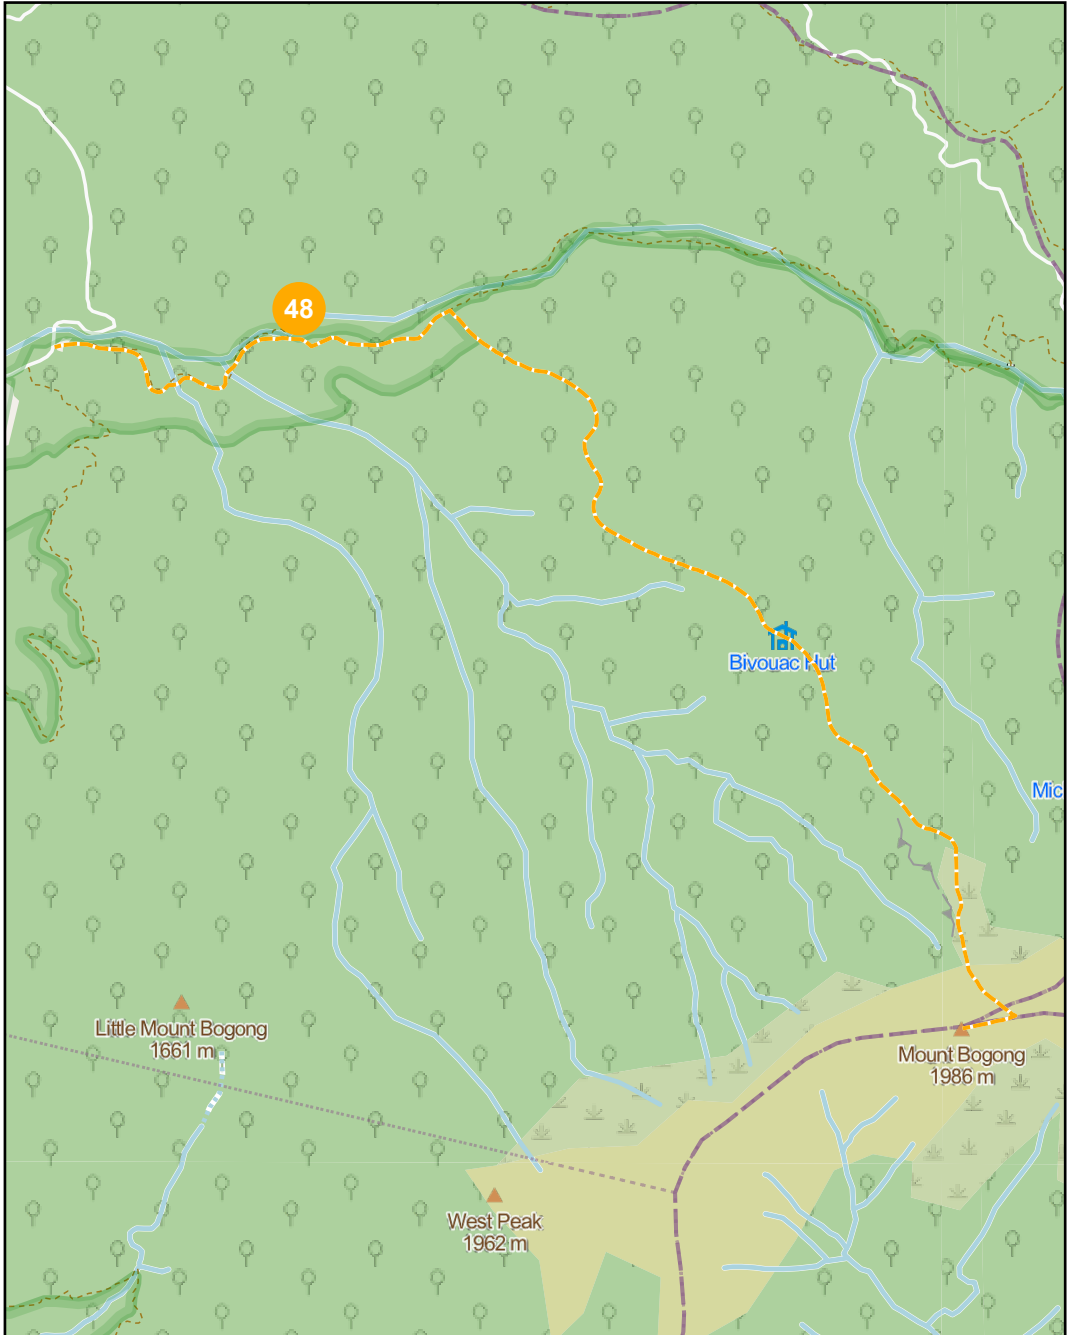 48
Bivouac Hut
Mic
Little Mount Bogong
1661 m
Mount Bogong
1986 m
West Peak
1962 m